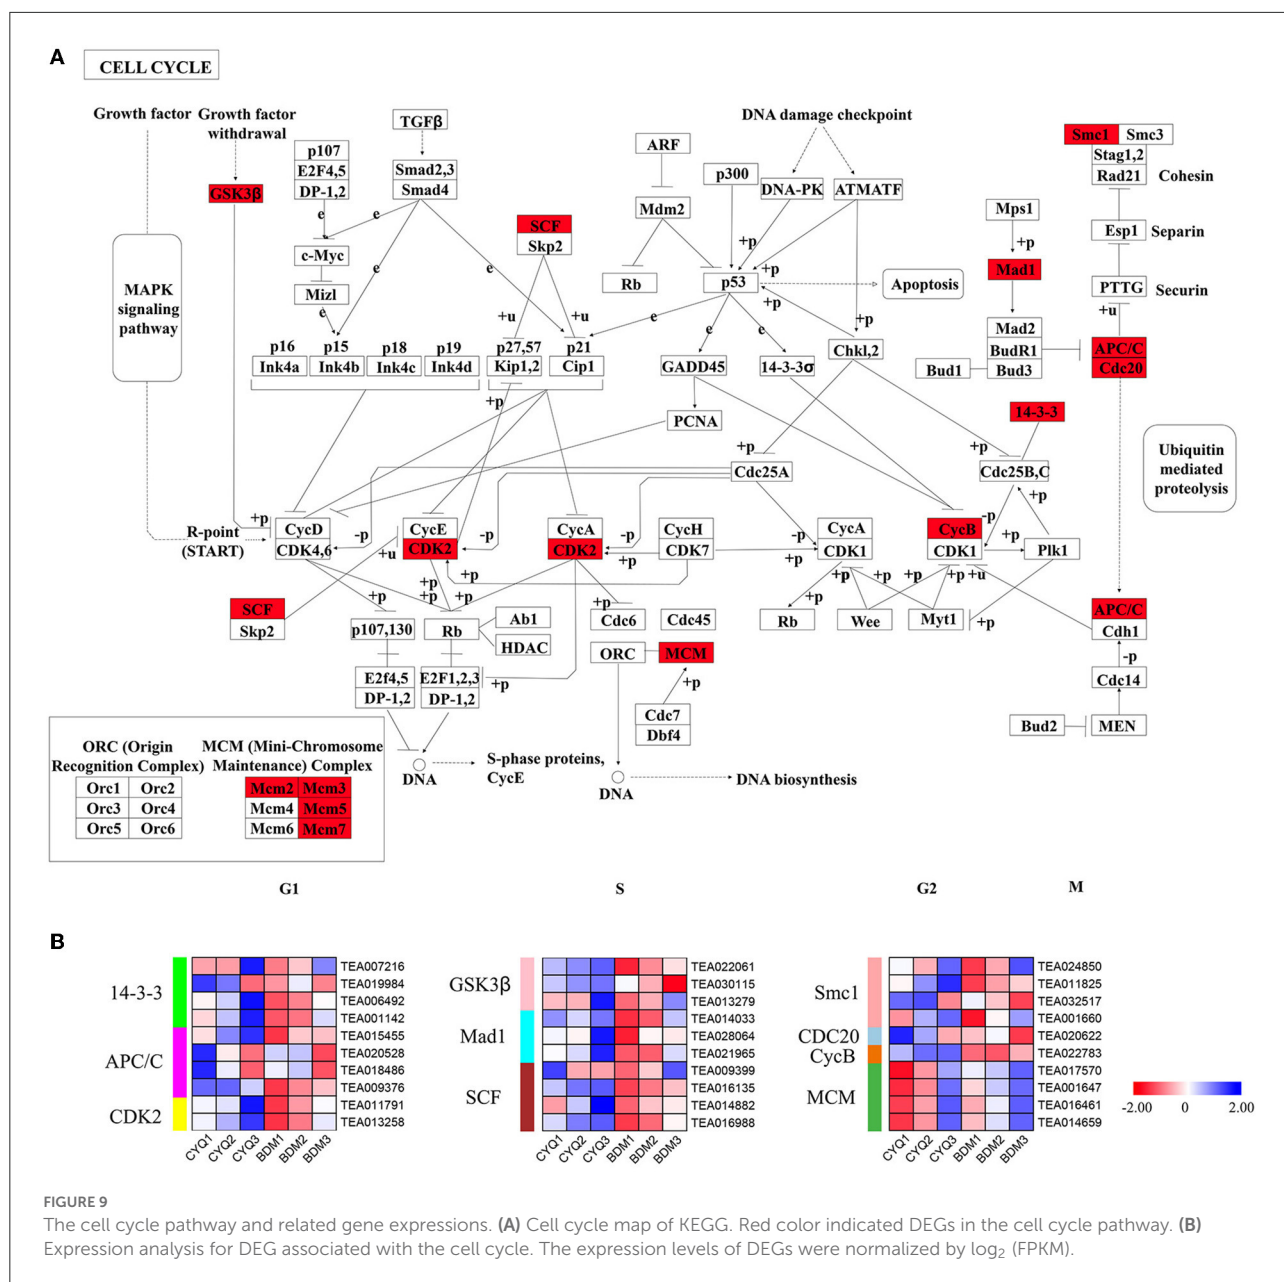 A
CELL CYCLE
Growth factor
Growth factor
withdrawal
TGFβ
DNA damage checkpoint
Smc1 Smc3
Stag1,2
Rad21
Cohesin
p107
E2F4,5
DP-1,2
Smad2,3
Smad4
ARF
p300
DNA-PK
ATMATF
GSK3β
e
e
SCF
Skp2
Mdm2
+p
Mps1
+p
Esp1
Separin
c-Myc
e
e
Rb
p53
+p
+p
Apoptosis
Mad1
PTTG
Securin
MAPK
signaling
pathway
Mizl
e
+u
+u
e
e
+p
+u
p16
Ink4a
p15
Ink4b
p18
Ink4c
p19
Ink4d
p27,57
Kip1,2
p21
Cip1
GADD45
14-3-3σ
Chkl,2
Mad2
BudR1
Bud3
Bud1
APC/C
Cdc20
+p
PCNA
14-3-3
+p
Cdc25A
+p
Cdc25B,C
Ubiquitin
mediated
proteolysis
R-point
(START)
+p
CycD
CDK4,6
-p
CycE
CDK2
+u
-p
CycA
CDK2
-p
+p
CycH
CDK7
-p
CycA
CDK1
CycB
CDK1
-p
+p
+p
Plk1
SCF
Skp2
+p
+p
+p
+p
+p
+p
+p
+p
+p
+p
+p
+u
+p
APC/C
Cdh1
p107,130
Rb
Ab1
HDAC
Cdc6
Cdc45
Rb
Wee
Myt1
ORC
MCM
-p
E2f4,5
DP-1,2
E2F1,2,3
DP-1,2
+p
+p
Cdc14
Cdc7
Dbf4
Bud2
MEN
DNA
S-phase proteins,
CycE
DNA
DNA biosynthesis
ORC (Origin
Recognition Complex)
MCM (Mini-Chromosome
Maintenance) Complex
Orc1 Orc2
Orc3 Orc4
Orc5 Orc6
Mcm2 Mcm3
Mcm4 Mcm5
Mcm6 Mcm7
G1 S G2 M
B
14-3-3
APC/C
CDK2
TEA007216
TEA019984
TEA006492
TEA001142
TEA015455
TEA020528
TEA018486
TEA009376
TEA011791
TEA013258
CYQ1 CYQ2 CYQ3 BDM1 BDM2 BDM3
GSK3β
Mad1
SCF
TEA022061
TEA030115
TEA013279
TEA014033
TEA028064
TEA021965
TEA009399
TEA016135
TEA014882
TEA016988
CYQ1 CYQ2 CYQ3 BDM1 BDM2 BDM3
Smc1
CDC20
CycB
MCM
TEA024850
TEA011825
TEA032517
TEA001660
TEA020622
TEA022783
TEA017570
TEA001647
TEA016461
TEA014659
CYQ1 CYQ2 CYQ3 BDM1 BDM2 BDM3
-2.00 0 2.00
FIGURE 9
The cell cycle pathway and related gene expressions. (A) Cell cycle map of KEGG. Red color indicated DEGs in the cell cycle pathway. (B)
Expression analysis for DEG associated with the cell cycle. The expression levels of DEGs were normalized by log₂ (FPKM).